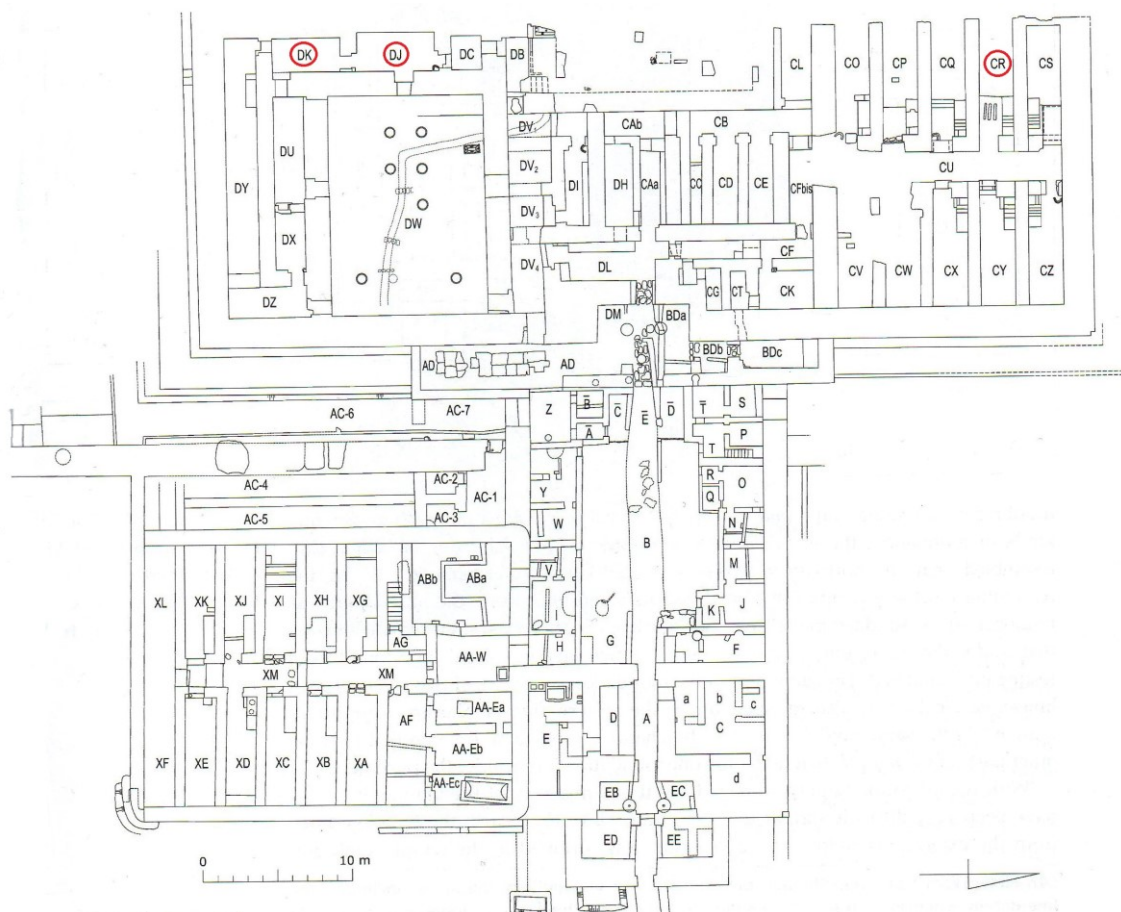 DK DJ DC DB CL CO CP CQ CR CS
DV₁ CAb CB
DU DV₂ DI DH CAa CC CD CE CFbis CU
DY
DX DW DV₃
DV₄ DL CF
DZ CG CT CK CV CW CX CY CZ
DM BDa
AD AD BDb BDc
AC-6 AC-7 Z B̅ C̅ E̅ D̅ T̅ S
A̅ T P
AC-4 AC-2 AC-1 Y R O
Q
AC-5 AC-3 W N
B
XL XK XJ XI XH XG ABb ABa V M
I K J
AG H G F
XM XM AA-W
AF AA-Ea D A a b c
E C
XF XE XD XC XB XA AA-Eb
d
AA-Ec EB EC
ED EE
0 10 m